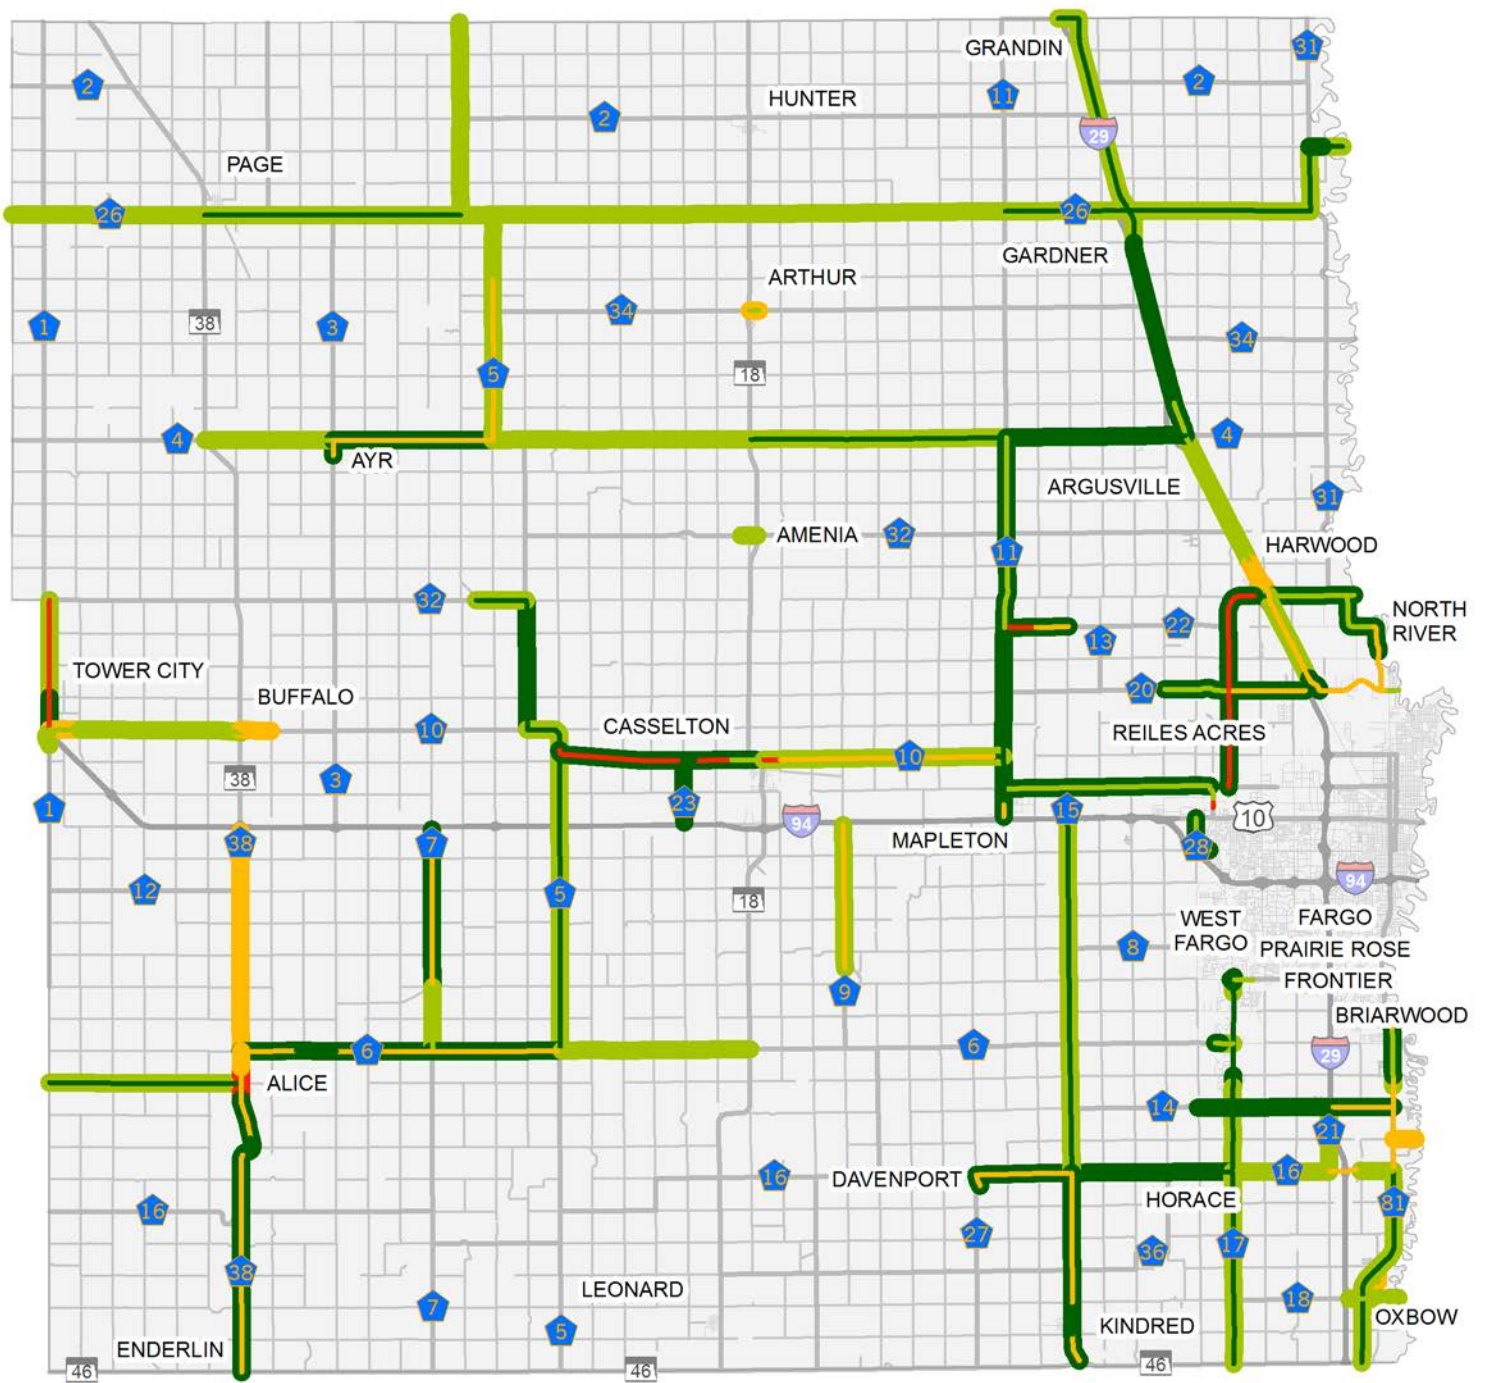 GRANDIN
31
2
2
11
HUNTER
2
29
PAGE
26
26
GARDNER
ARTHUR
1
38
3
34
34
5
18
4
4
AYR
ARGUSVILLE
31
AMENIA
32
11
HARWOOD
32
22
NORTH
RIVER
13
TOWER CITY
20
BUFFALO
10
CASSELTON
REILES ACRES
10
38
3
1
23
15
94
10
MAPLETON
38
7
28
12
5
18
94
WEST
FARGO
FARGO
8
PRAIRIE ROSE
FRONTIER
9
BRIARWOOD
6
6
29
ALICE
14
21
16
DAVENPORT
16
HORACE
81
16
27
36
17
38
LEONARD
18
7
5
KINDRED
OXBOW
ENDERLIN
46
46
46